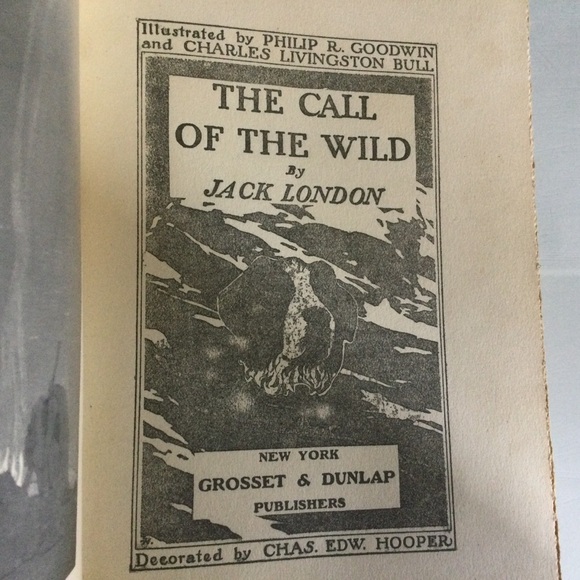 Illustrated by PHILIP R. GOODWIN
and CHARLES LIVINGSTON BULL
THE CALL
OF THE WILD
By
JACK LONDON
NEW YORK
GROSSET & DUNLAP
PUBLISHERS
Decorated by CHAS. EDW. HOOPER